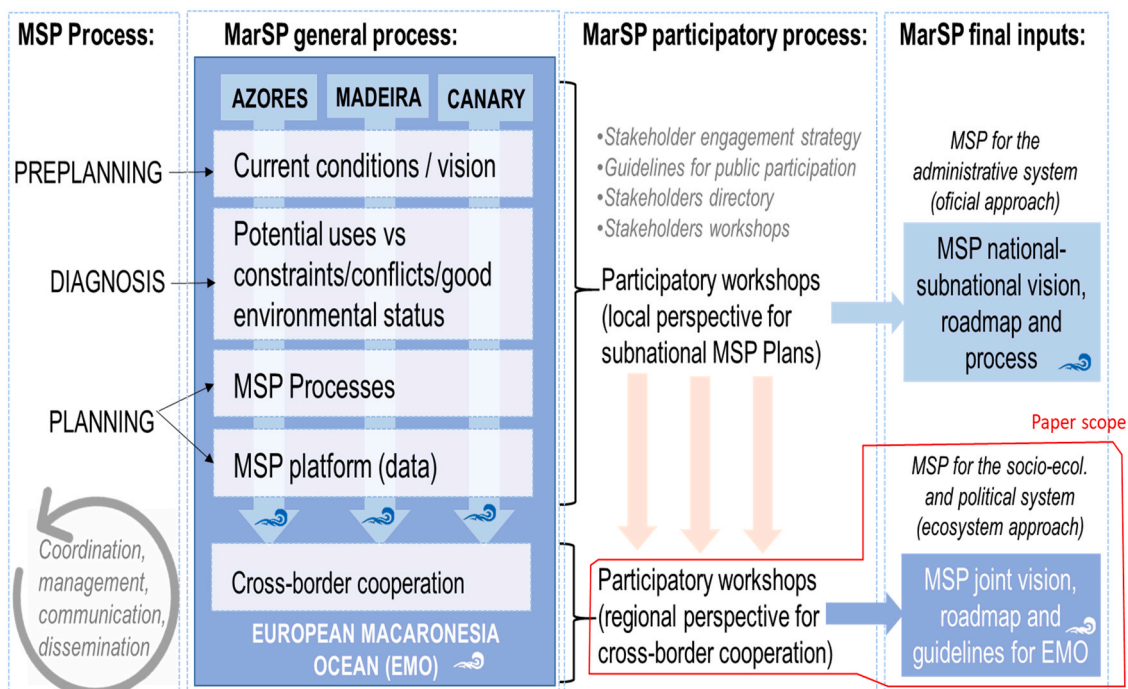 MSP Process:
PREPLANNING
DIAGNOSIS
PLANNING
Coordination,
management,
communication,
dissemination
MarSP general process:
AZORES
MADEIRA
CANARY
Current conditions / vision
Potential uses vs
constraints/conflicts/good
environmental status
MSP Processes
MSP platform (data)
Cross-border cooperation
EUROPEAN MACARONESIA
OCEAN (EMO)
MarSP participatory process:
•Stakeholder engagement strategy
•Guidelines for public participation
•Stakeholders directory
•Stakeholders workshops
Participatory workshops
(local perspective for
subnational MSP Plans)
Participatory workshops
(regional perspective for
cross-border cooperation)
MarSP final inputs:
MSP for the
administrative system
(oficial approach)
MSP national-
subnational vision,
roadmap and
process
Paper scope
MSP for the socio-ecol.
and political system
(ecosystem approach)
MSP joint vision,
roadmap and
guidelines for EMO